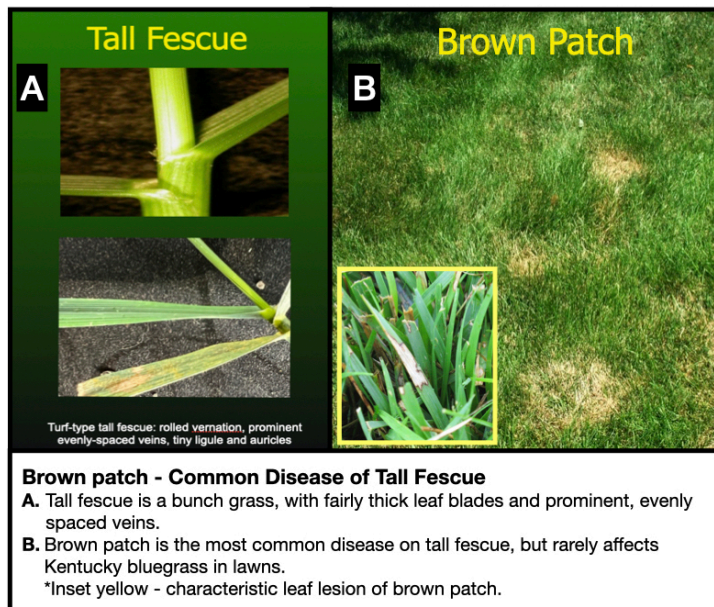 Tall Fescue
A
Turf-type tall fescue: rolled vernation, prominent
evenly-spaced veins, tiny ligule and auricles
Brown Patch
B
Brown patch - Common Disease of Tall Fescue
A. Tall fescue is a bunch grass, with fairly thick leaf blades and prominent, evenly
spaced veins.
B. Brown patch is the most common disease on tall fescue, but rarely affects
Kentucky bluegrass in lawns.
*Inset yellow - characteristic leaf lesion of brown patch.